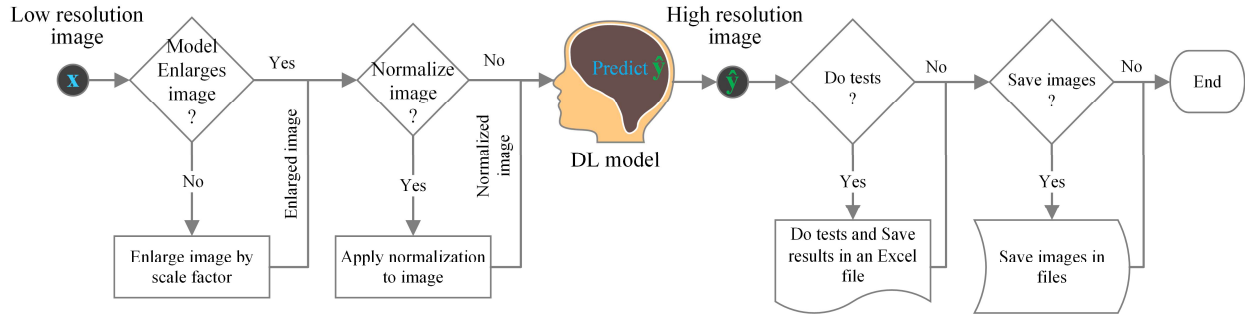 Low resolution
image
x
Model
Enlarges
image
?
Yes
No
Enlarge image by
scale factor
Enlarged image
Normalize
image?
?
No
Yes
Apply normalization
to image
Normalized
image
Predict ŷ
DL model
High resolution
image
ŷ
Do tests
?
No
Yes
Do tests and Save
results in an Excel
file
Save images
?
No
Yes
Save images in
files
End